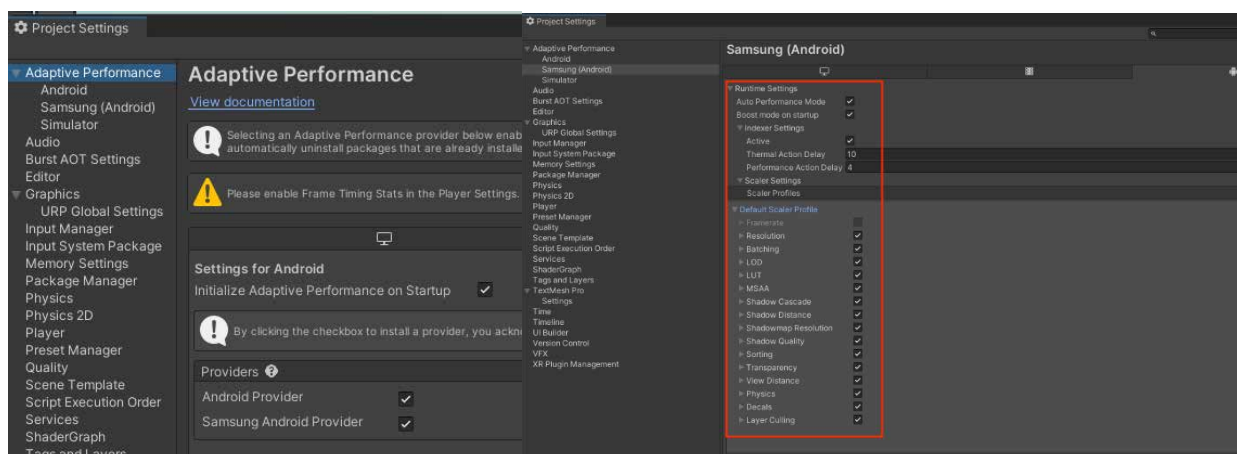 Project Settings
Adaptive Performance
Android
Samsung (Android)
Simulator
Audio
Burst AOT Settings
Editor
Graphics
URP Global Settings
Input Manager
Input System Package
Memory Settings
Package Manager
Physics
Physics 2D
Player
Preset Manager
Quality
Scene Template
Script Execution Order
Services
ShaderGraph
Tags and Layers
Adaptive Performance
View documentation
Selecting an Adaptive Performance provider below enab
automatically uninstall packages that are already installe
Please enable Frame Timing Stats in the Player Settings.
Settings for Android
Initialize Adaptive Performance on Startup
By clicking the checkbox to install a provider, you ackno
Providers
Android Provider
Samsung Android Provider
Project Settings
Adaptive Performance
Android
Samsung (Android)
Simulator
Audio
Burst AOT Settings
Editor
Graphics
URP Global Settings
Input Manager
Input System Package
Memory Settings
Package Manager
Physics
Physics 2D
Player
Preset Manager
Quality
Scene Template
Script Execution Order
Services
ShaderGraph
Tags and Layers
TextMesh Pro
Settings
Time
Timeline
UI Builder
Version Control
VFX
XR Plugin Management
Samsung (Android)
Runtime Settings
Auto Performance Mode
Boost mode on startup
Indexer Settings
Active
Thermal Action Delay 10
Performance Action Delay 4
Scaler Settings
Scaler Profiles
Default Scaler Profile
Framerate
Resolution
Batching
LOD
LUT
MSAA
Shadow Cascade
Shadow Distance
Shadowmap Resolution
Shadow Quality
Sorting
Transparency
View Distance
Physics
Decals
Layer Culling